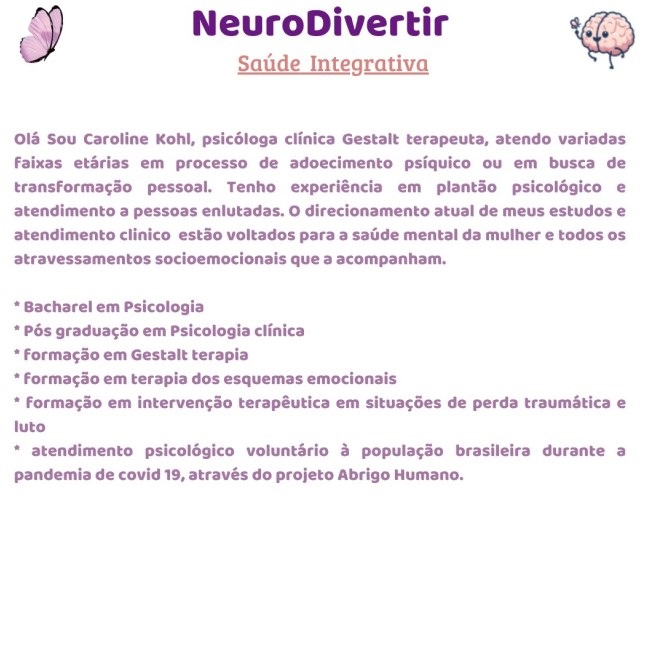 NeuroDivertir
Saúde Integrativa
Olá Sou Caroline Kohl, psicóloga clínica Gestalt terapeuta, atendo variadas
faixas etárias em processo de adoecimento psíquico ou em busca de
transformação pessoal. Tenho experiência em plantão psicológico e
atendimento a pessoas enlutadas. O direcionamento atual de meus estudos e
atendimento clinico estão voltados para a saúde mental da mulher e todos os
atravessamentos socioemocionais que a acompanham.
* Bacharel em Psicologia
* Pós graduação em Psicologia clínica
* formação em Gestalt terapia
* formação em terapia dos esquemas emocionais
* formação em intervenção terapêutica em situações de perda traumática e
luto
* atendimento psicológico voluntário à população brasileira durante a
pandemia de covid 19, através do projeto Abrigo Humano.